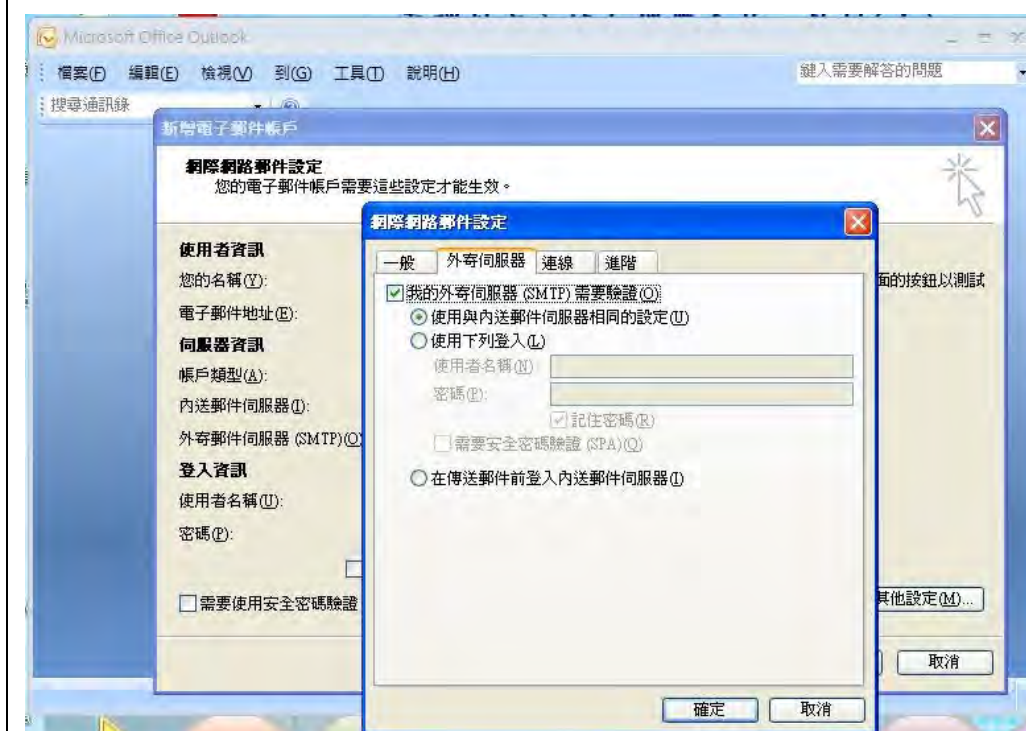 Microsoft Office Outlook
檔案(F) 編輯(E) 檢視(V) 到(G) 工具(T) 說明(H) 鍵入需要解答的問題
搜尋通訊錄
新增電子郵件帳戶
網際網路郵件設定
您的電子郵件帳戶需要這些設定才能生效。
網際網路郵件設定
一般 外寄伺服器 連線 進階
我的外寄伺服器 (SMTP) 需要驗證(O)
使用與內送郵件伺服器相同的設定(U)
使用下列登入(L)
使用者名稱(N)
密碼(P):
記住密碼(R)
需要安全密碼驗證 (SPA)(Q)
在傳送郵件前登入內送郵件伺服器(I)
確定 取消
使用者資訊
您的名稱(Y):
電子郵件地址(E):
伺服器資訊
帳戶類型(A):
內送郵件伺服器(I):
外寄郵件伺服器 (SMTP)(O)
登入資訊
使用者名稱(U):
密碼(P):
需要使用安全密碼驗證
面的按鈕以測試
其他設定(M)...
取消